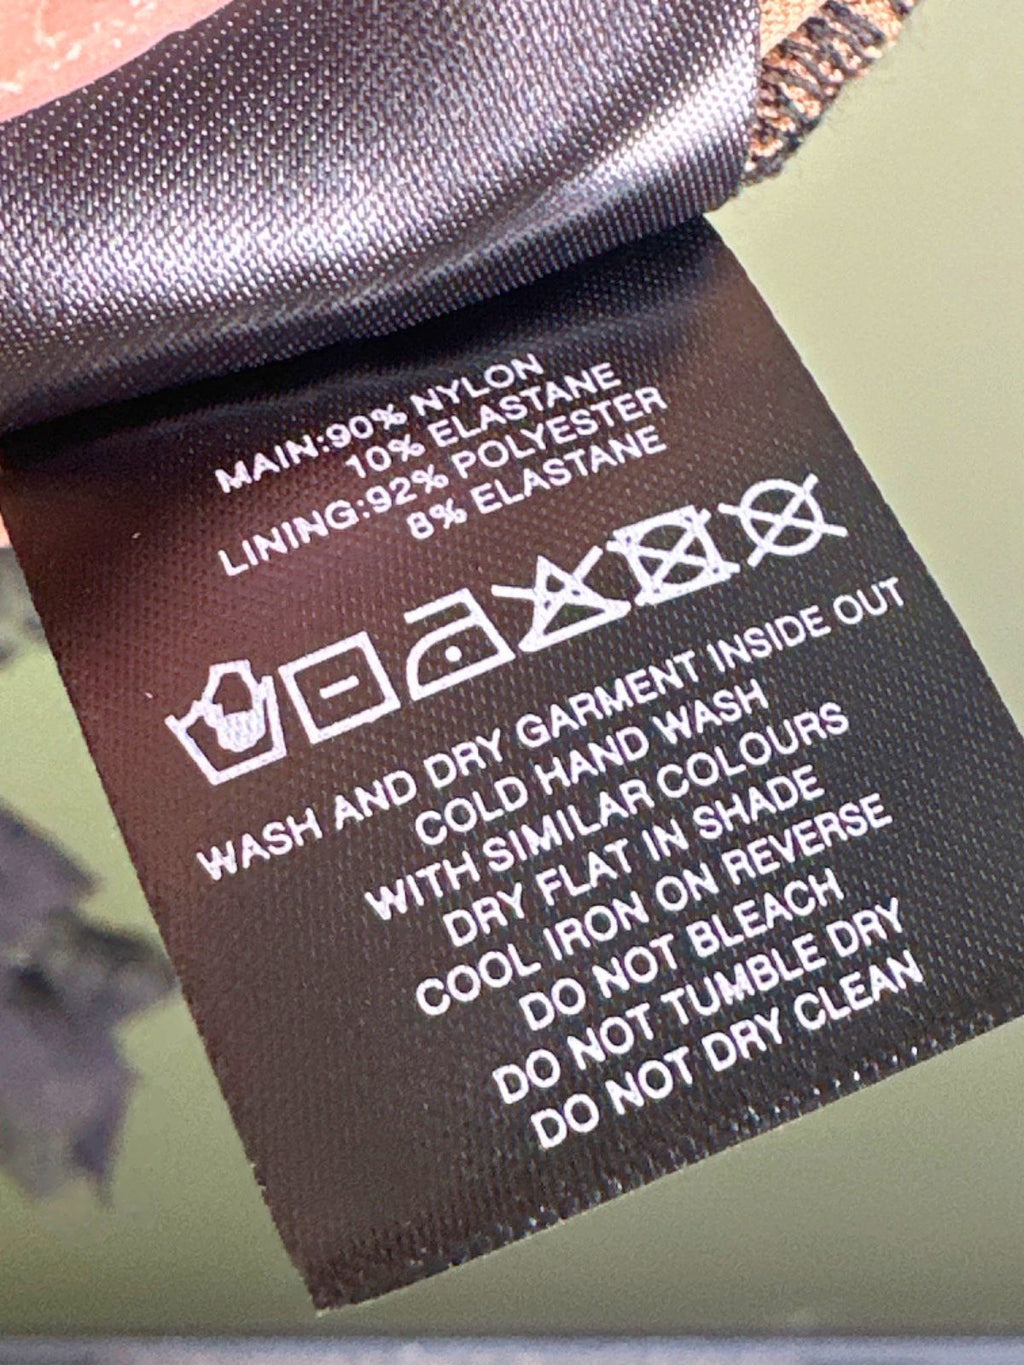 MAIN:90% NYLON
10% ELASTANE
LINING:92% POLYESTER
8% ELASTANE
WASH AND DRY GARMENT INSIDE OUT
COLD HAND WASH
WITH SIMILAR COLOURS
DRY FLAT IN SHADE
COOL IRON ON REVERSE
DO NOT BLEACH
DO NOT TUMBLE DRY
DO NOT DRY CLEAN